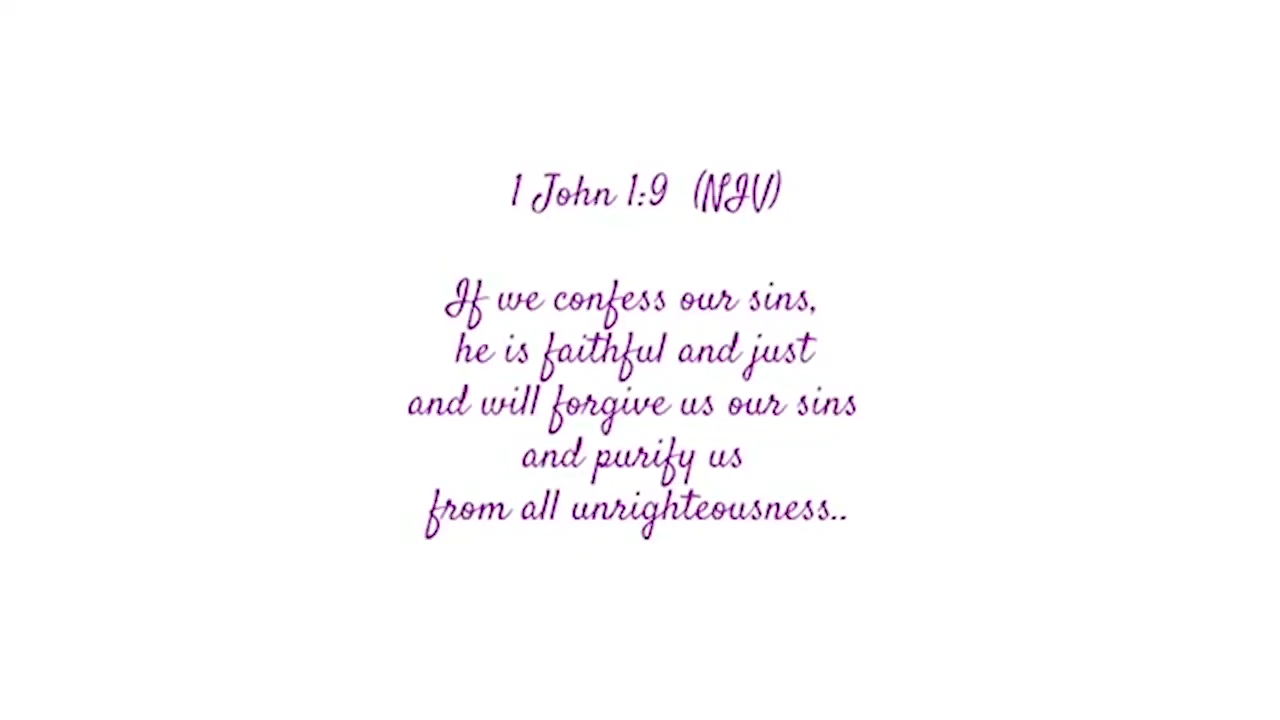 1 John 1:9 (NIV)
If we confess our sins,
he is faithful and just
and will forgive us our sins
and purify us
from all unrighteousness..